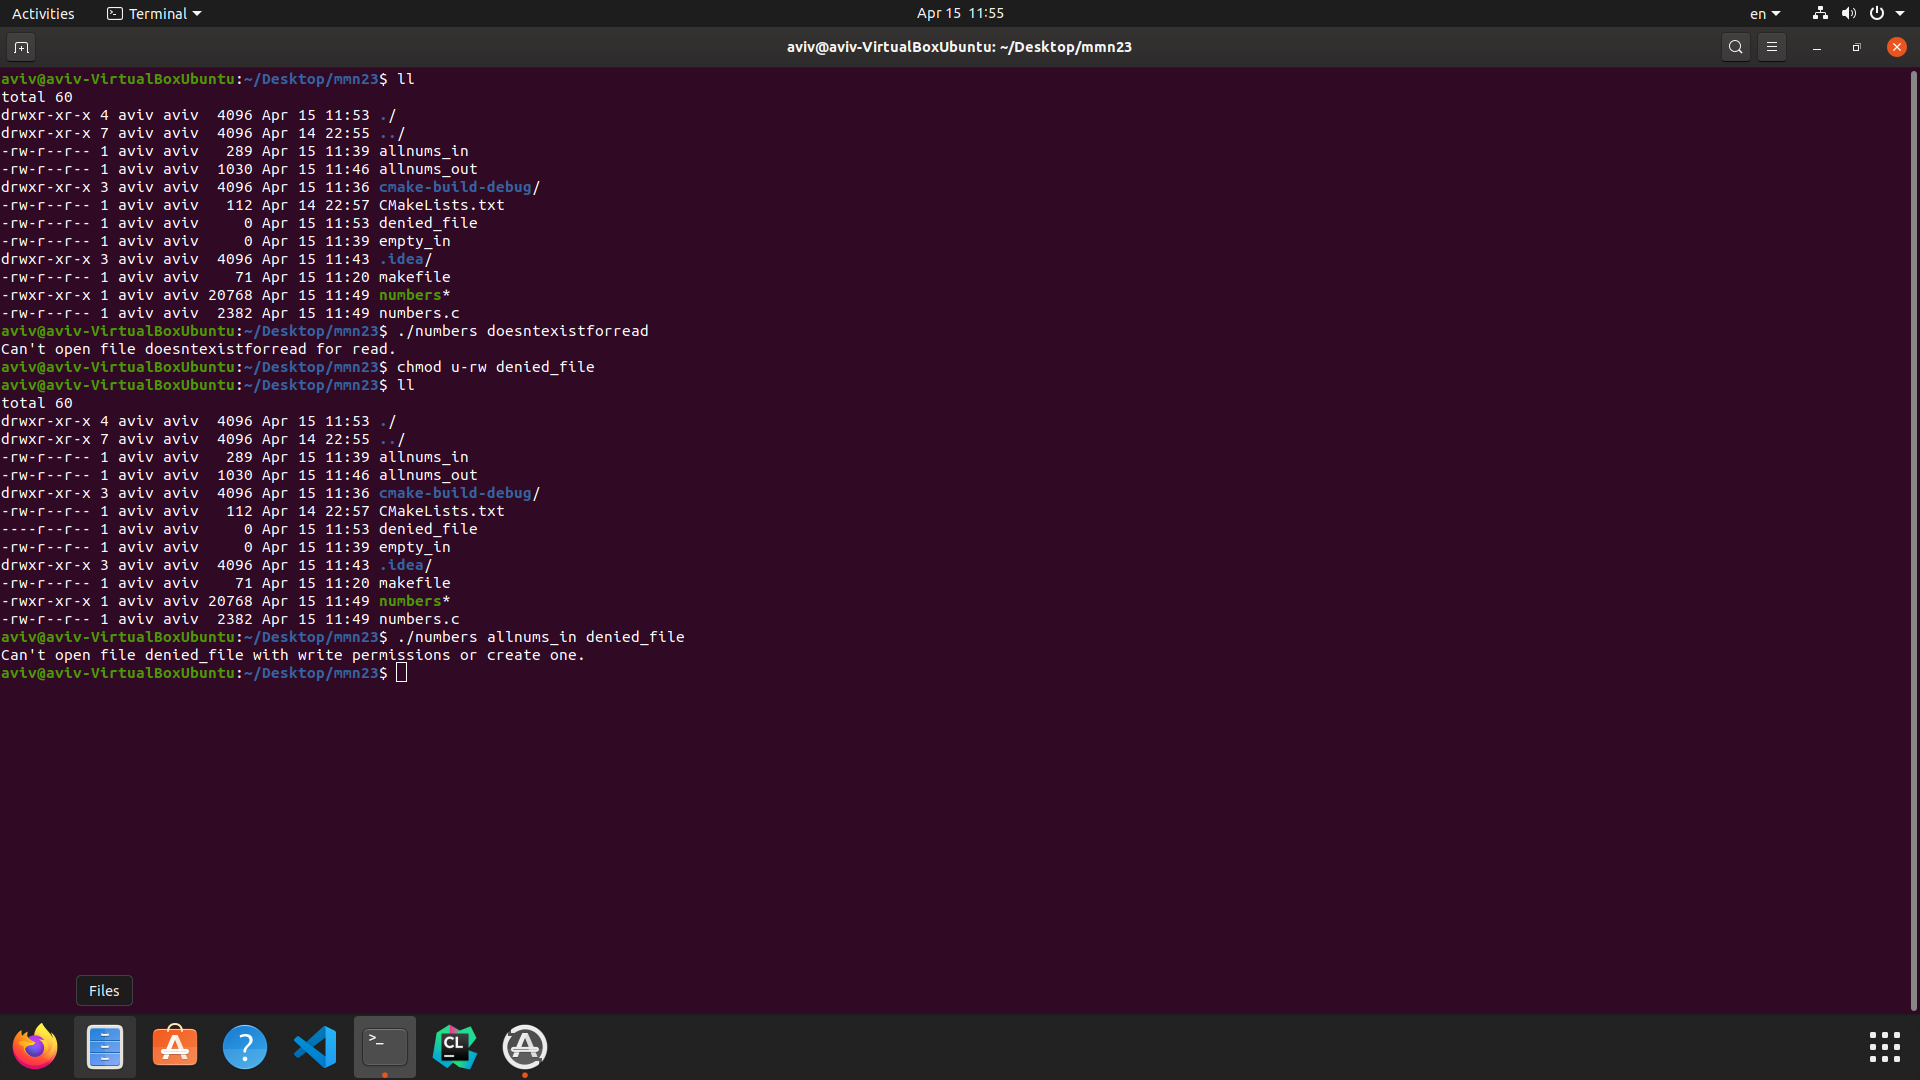 Activities Terminal Apr 15 11:55 en
aviv@aviv-VirtualBoxUbuntu: ~/Desktop/mmn23
aviv@aviv-VirtualBoxUbuntu:~/Desktop/mmn23$ ll
total 60
drwxr-xr-x 4 aviv aviv  4096 Apr 15 11:53 ./
drwxr-xr-x 7 aviv aviv  4096 Apr 14 22:55 ../
-rw-r--r-- 1 aviv aviv   289 Apr 15 11:39 allnums_in
-rw-r--r-- 1 aviv aviv  1030 Apr 15 11:46 allnums_out
drwxr-xr-x 3 aviv aviv  4096 Apr 15 11:36 cmake-build-debug/
-rw-r--r-- 1 aviv aviv   112 Apr 14 22:57 CMakeLists.txt
-rw-r--r-- 1 aviv aviv     0 Apr 15 11:53 denied_file
-rw-r--r-- 1 aviv aviv     0 Apr 15 11:39 empty_in
drwxr-xr-x 3 aviv aviv  4096 Apr 15 11:43 .idea/
-rw-r--r-- 1 aviv aviv    71 Apr 15 11:20 makefile
-rwxr-xr-x 1 aviv aviv 20768 Apr 15 11:49 numbers*
-rw-r--r-- 1 aviv aviv  2382 Apr 15 11:49 numbers.c
aviv@aviv-VirtualBoxUbuntu:~/Desktop/mmn23$ ./numbers doesntexistforread
Can't open file doesntexistforread for read.
aviv@aviv-VirtualBoxUbuntu:~/Desktop/mmn23$ chmod u-rw denied_file
aviv@aviv-VirtualBoxUbuntu:~/Desktop/mmn23$ ll
total 60
drwxr-xr-x 4 aviv aviv  4096 Apr 15 11:53 ./
drwxr-xr-x 7 aviv aviv  4096 Apr 14 22:55 ../
-rw-r--r-- 1 aviv aviv   289 Apr 15 11:39 allnums_in
-rw-r--r-- 1 aviv aviv  1030 Apr 15 11:46 allnums_out
drwxr-xr-x 3 aviv aviv  4096 Apr 15 11:36 cmake-build-debug/
-rw-r--r-- 1 aviv aviv   112 Apr 14 22:57 CMakeLists.txt
----r--r-- 1 aviv aviv     0 Apr 15 11:53 denied_file
-rw-r--r-- 1 aviv aviv     0 Apr 15 11:39 empty_in
drwxr-xr-x 3 aviv aviv  4096 Apr 15 11:43 .idea/
-rw-r--r-- 1 aviv aviv    71 Apr 15 11:20 makefile
-rwxr-xr-x 1 aviv aviv 20768 Apr 15 11:49 numbers*
-rw-r--r-- 1 aviv aviv  2382 Apr 15 11:49 numbers.c
aviv@aviv-VirtualBoxUbuntu:~/Desktop/mmn23$ ./numbers allnums_in denied_file
Can't open file denied_file with write permissions or create one.
aviv@aviv-VirtualBoxUbuntu:~/Desktop/mmn23$
Files
? >_ CL